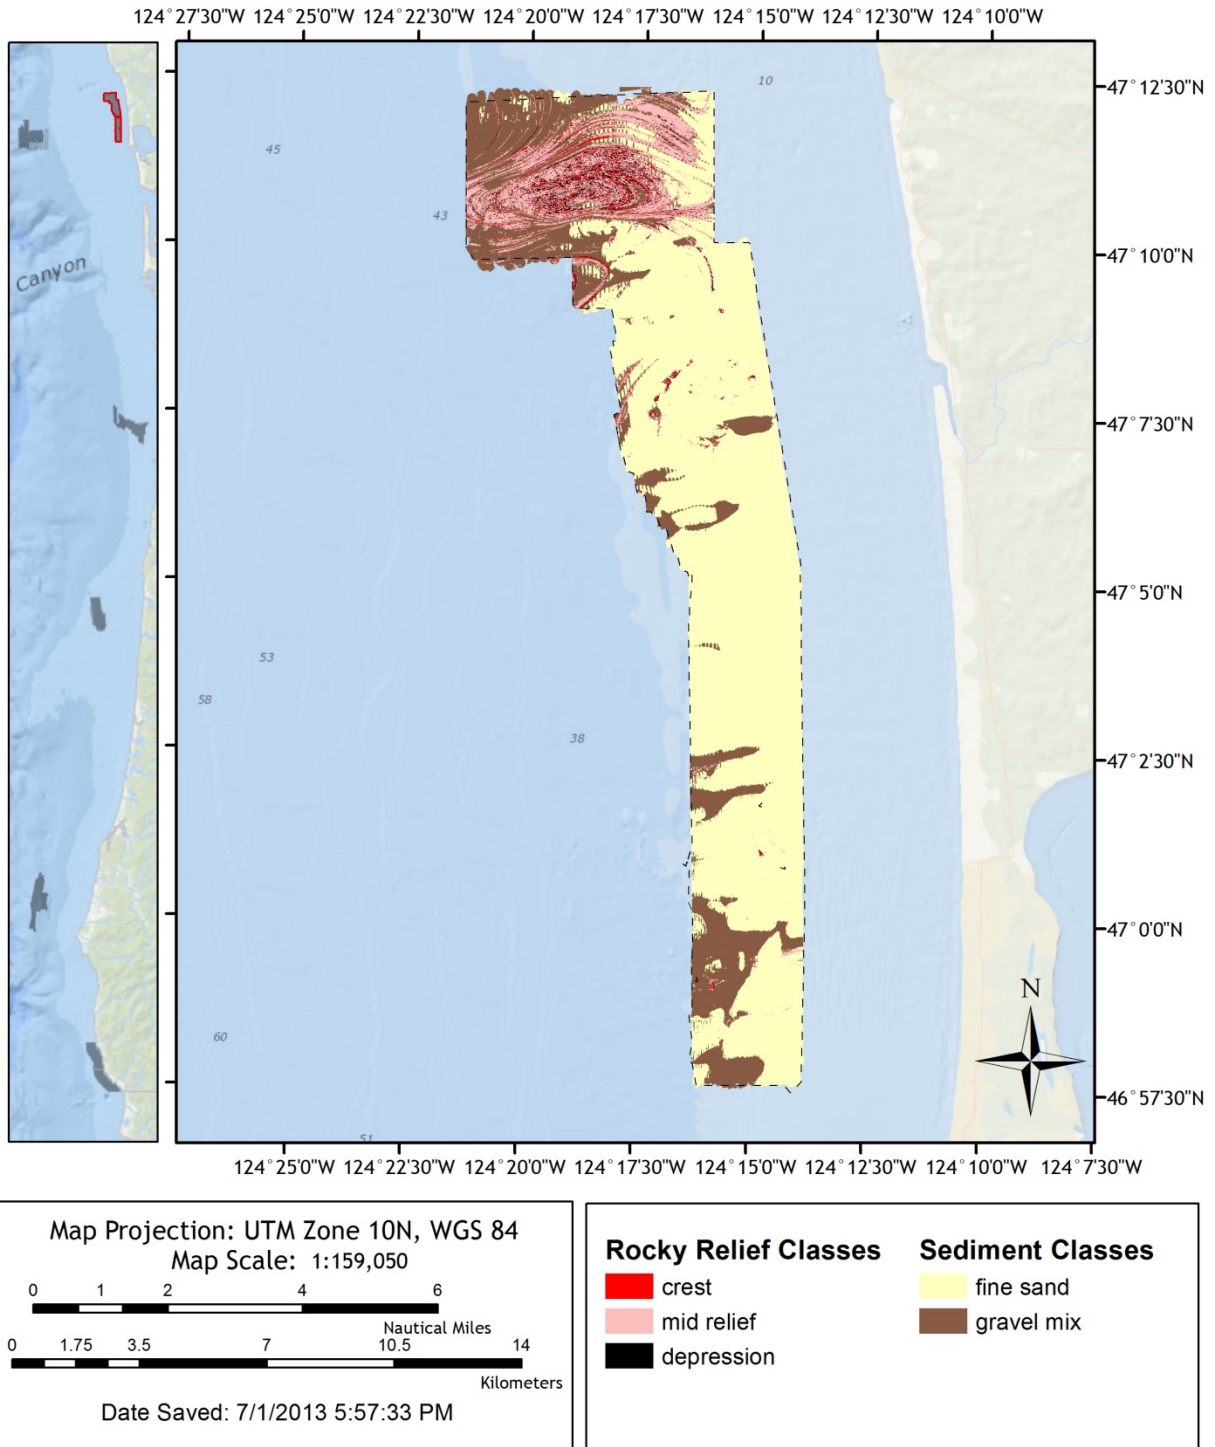 124°27'30"W 124°25'0"W 124°22'30"W 124°20'0"W 124°17'30"W 124°15'0"W 124°12'30"W 124°10'0"W
47°12'30"N
47°10'0"N
47°7'30"N
47°5'0"N
47°2'30"N
47°0'0"N
46°57'30"N
Canyon
10
45
43
53
58
38
60
51
N
124°25'0"W 124°22'30"W 124°20'0"W 124°17'30"W 124°15'0"W 124°12'30"W 124°10'0"W 124°7'30"W
Map Projection: UTM Zone 10N, WGS 84
Map Scale: 1:159,050
0 1 2 4 6
Nautical Miles
0 1.75 3.5 7 10.5 14
Kilometers
Date Saved: 7/1/2013 5:57:33 PM
Rocky Relief Classes
crest
mid relief
depression
Sediment Classes
fine sand
gravel mix